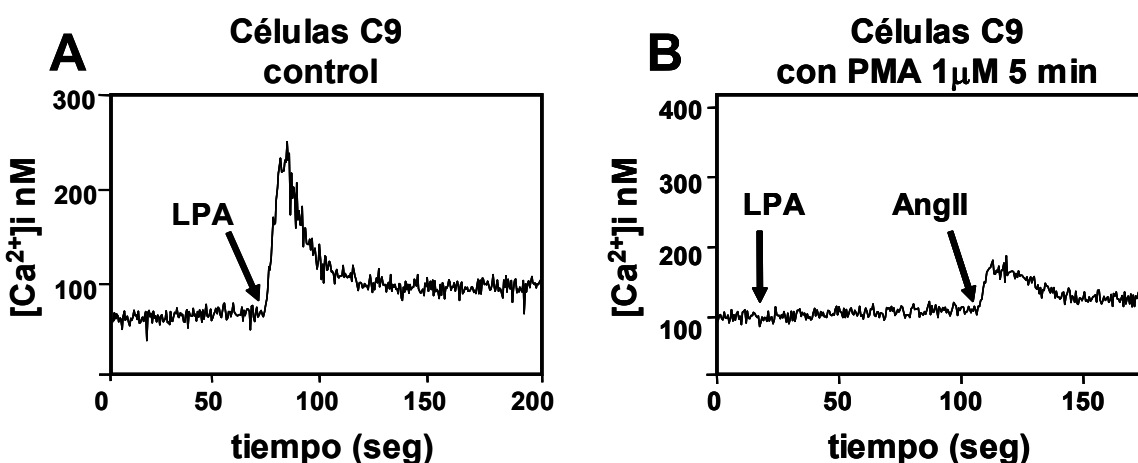 A
Células C9
control
300
200
100
[Ca²⁺]i nM
LPA
0 50 100 150 200
tiempo (seg)
B
Células C9
con PMA 1μM 5 min
400
300
200
100
[Ca²⁺]i nM
LPA
AngII
0 50 100 150
tiempo (seg)